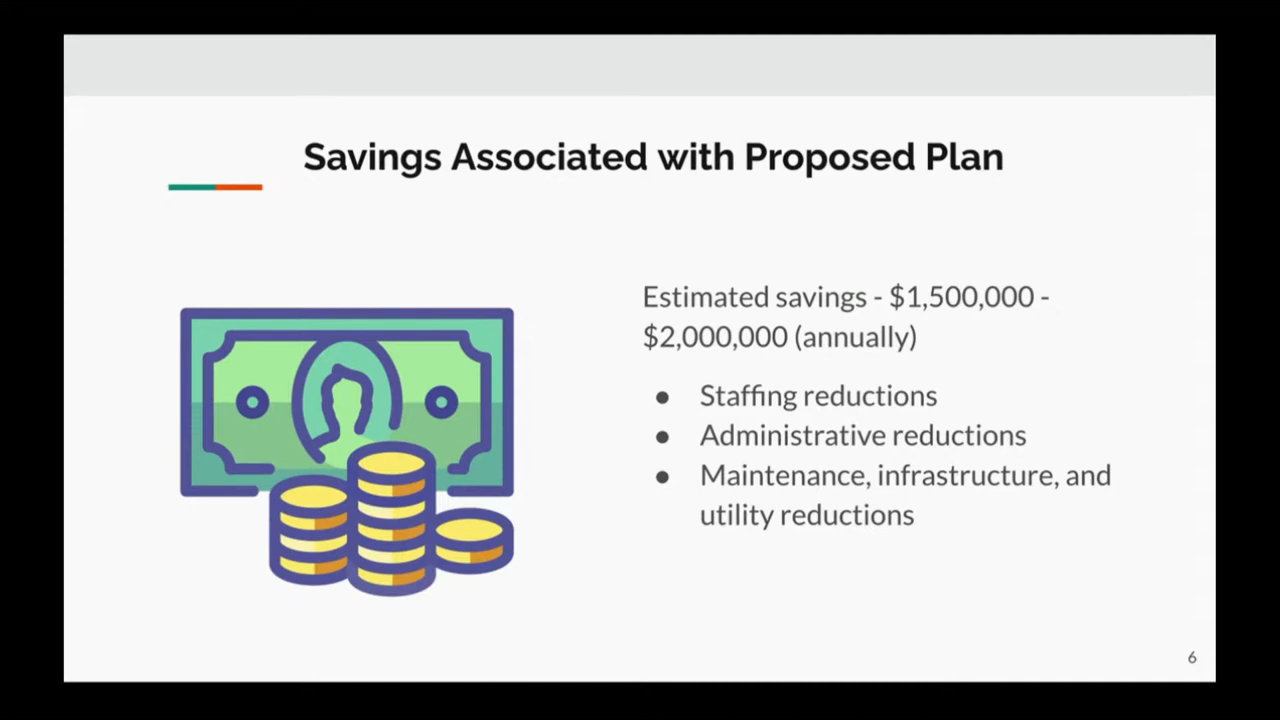 Savings Associated with Proposed Plan
Estimated savings - $1,500,000 -
$2,000,000 (annually)
● Staffing reductions
● Administrative reductions
● Maintenance, infrastructure, and
utility reductions
6